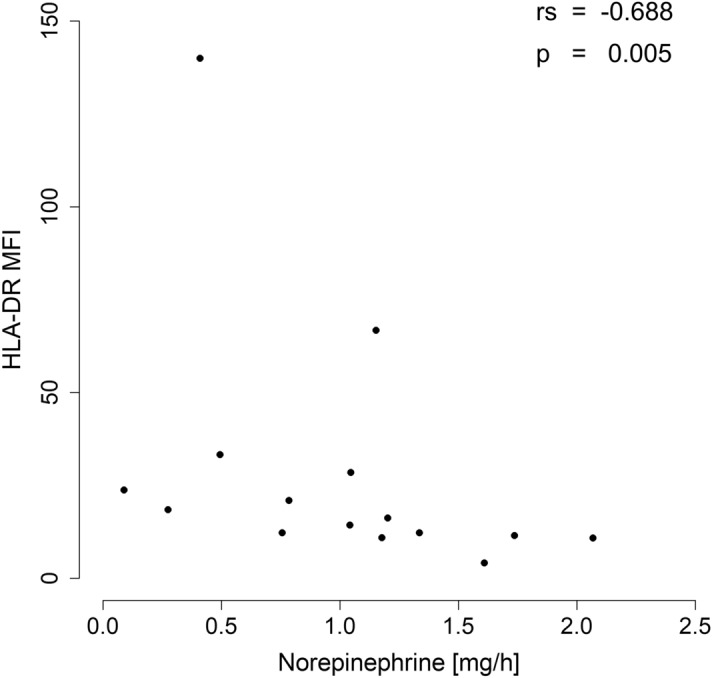 rs = -0.688
p = 0.005
150
100
50
0
HLA-DR MFI
0.0 0.5 1.0 1.5 2.0 2.5
Norepinephrine [mg/h]